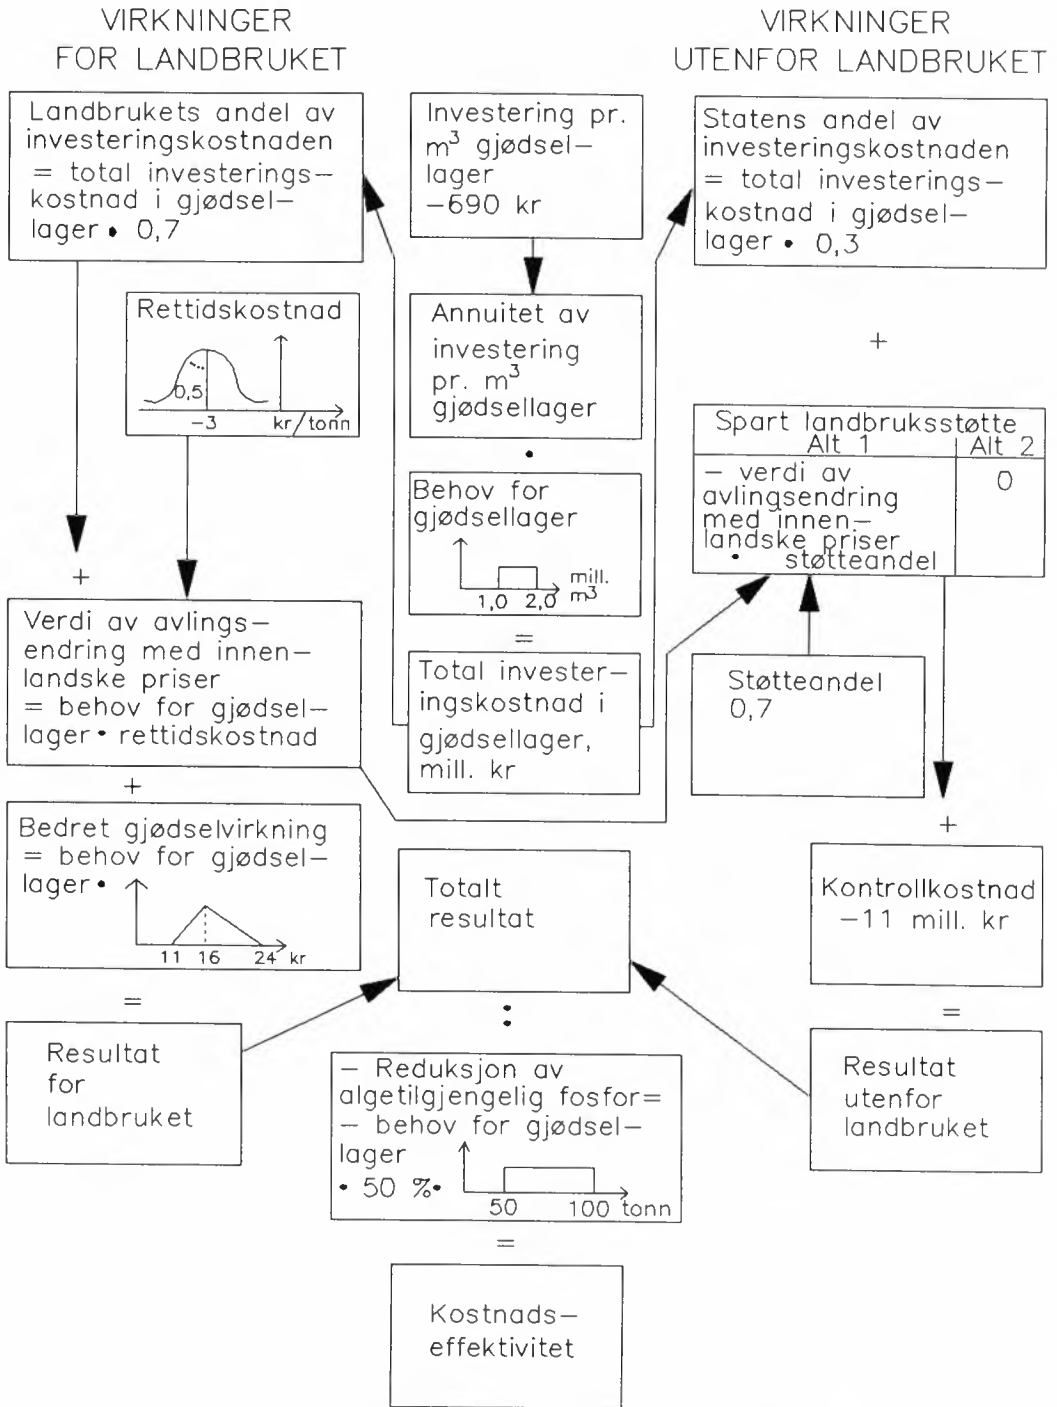 VIRKNINGER
FOR LANDBRUKET
VIRKNINGER
UTENFOR LANDBRUKET
Landbrukets andel av
investeringskostnaden
= total investerings–
kostnad i gjødsel–
lager • 0,7
Investering pr.
m³ gjødsel–
lager
–690 kr
Statens andel av
investeringskostnaden
= total investerings–
kostnad i gjødsel–
lager • 0,3
Rettidskostnad
0,5
–3
kr/tonn
Annuitet av
investering
pr. m³
gjødsellager
+
•
Spart landbruksstøtte
Alt 1
Alt 2
– verdi av
avlingsendring
med innen–
landske priser
• støtteandel
0
Behov for
gjødsellager
1,0 2,0
mill.
m³
+
=
Verdi av avlings–
endring med innen–
landske priser
= behov for gjødsel–
lager • rettidskostnad
Total invester–
ingskostnad i
gjødsellager,
mill. kr
Støtteandel
0,7
+
+
Bedret gjødselvirkning
= behov for gjødsel–
lager •
11 16 24 kr
Totalt
resultat
Kontrollkostnad
–11 mill. kr
=
:
=
Resultat
for
landbruket
– Reduksjon av
algetilgjengelig fosfor=
– behov for gjødsel–
lager
• 50 % •
50 100 tonn
Resultat
utenfor
landbruket
=
Kostnads–
effektivitet